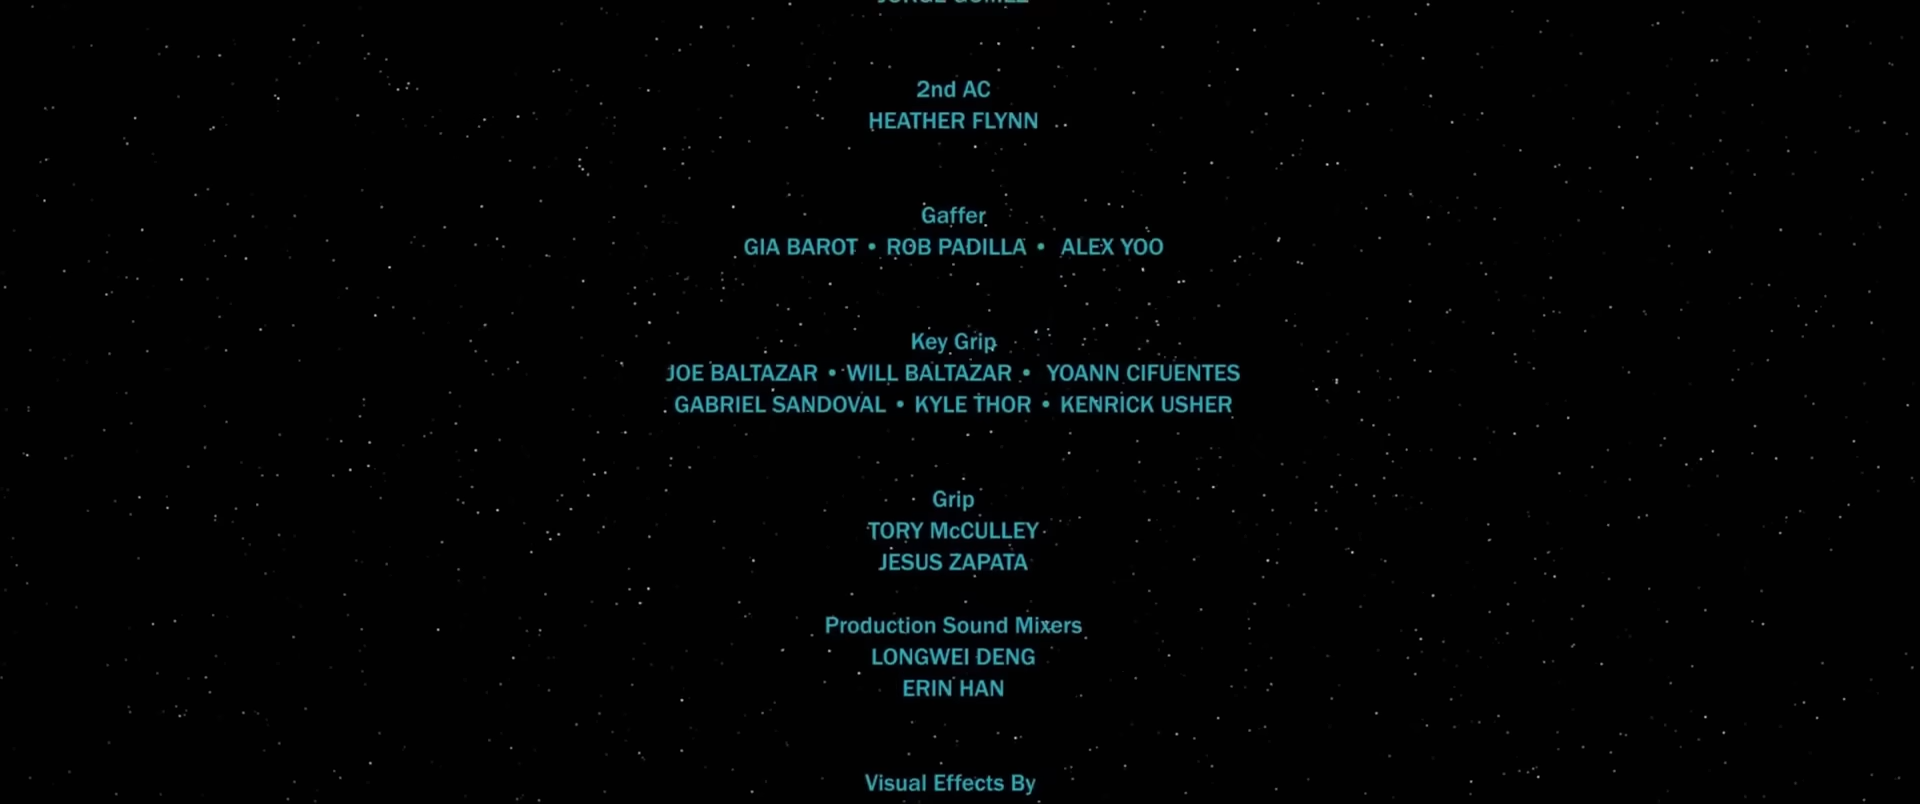 2nd AC
HEATHER FLYNN
Gaffer
GIA BAROT • ROB PADILLA • ALEX YOO
Key Grip
JOE BALTAZAR • WILL BALTAZAR • YOANN CIFUENTES
GABRIEL SANDOVAL • KYLE THOR • KENRICK USHER
Grip
TORY McCULLEY
JESUS ZAPATA
Production Sound Mixers
LONGWEI DENG
ERIN HAN
Visual Effects By